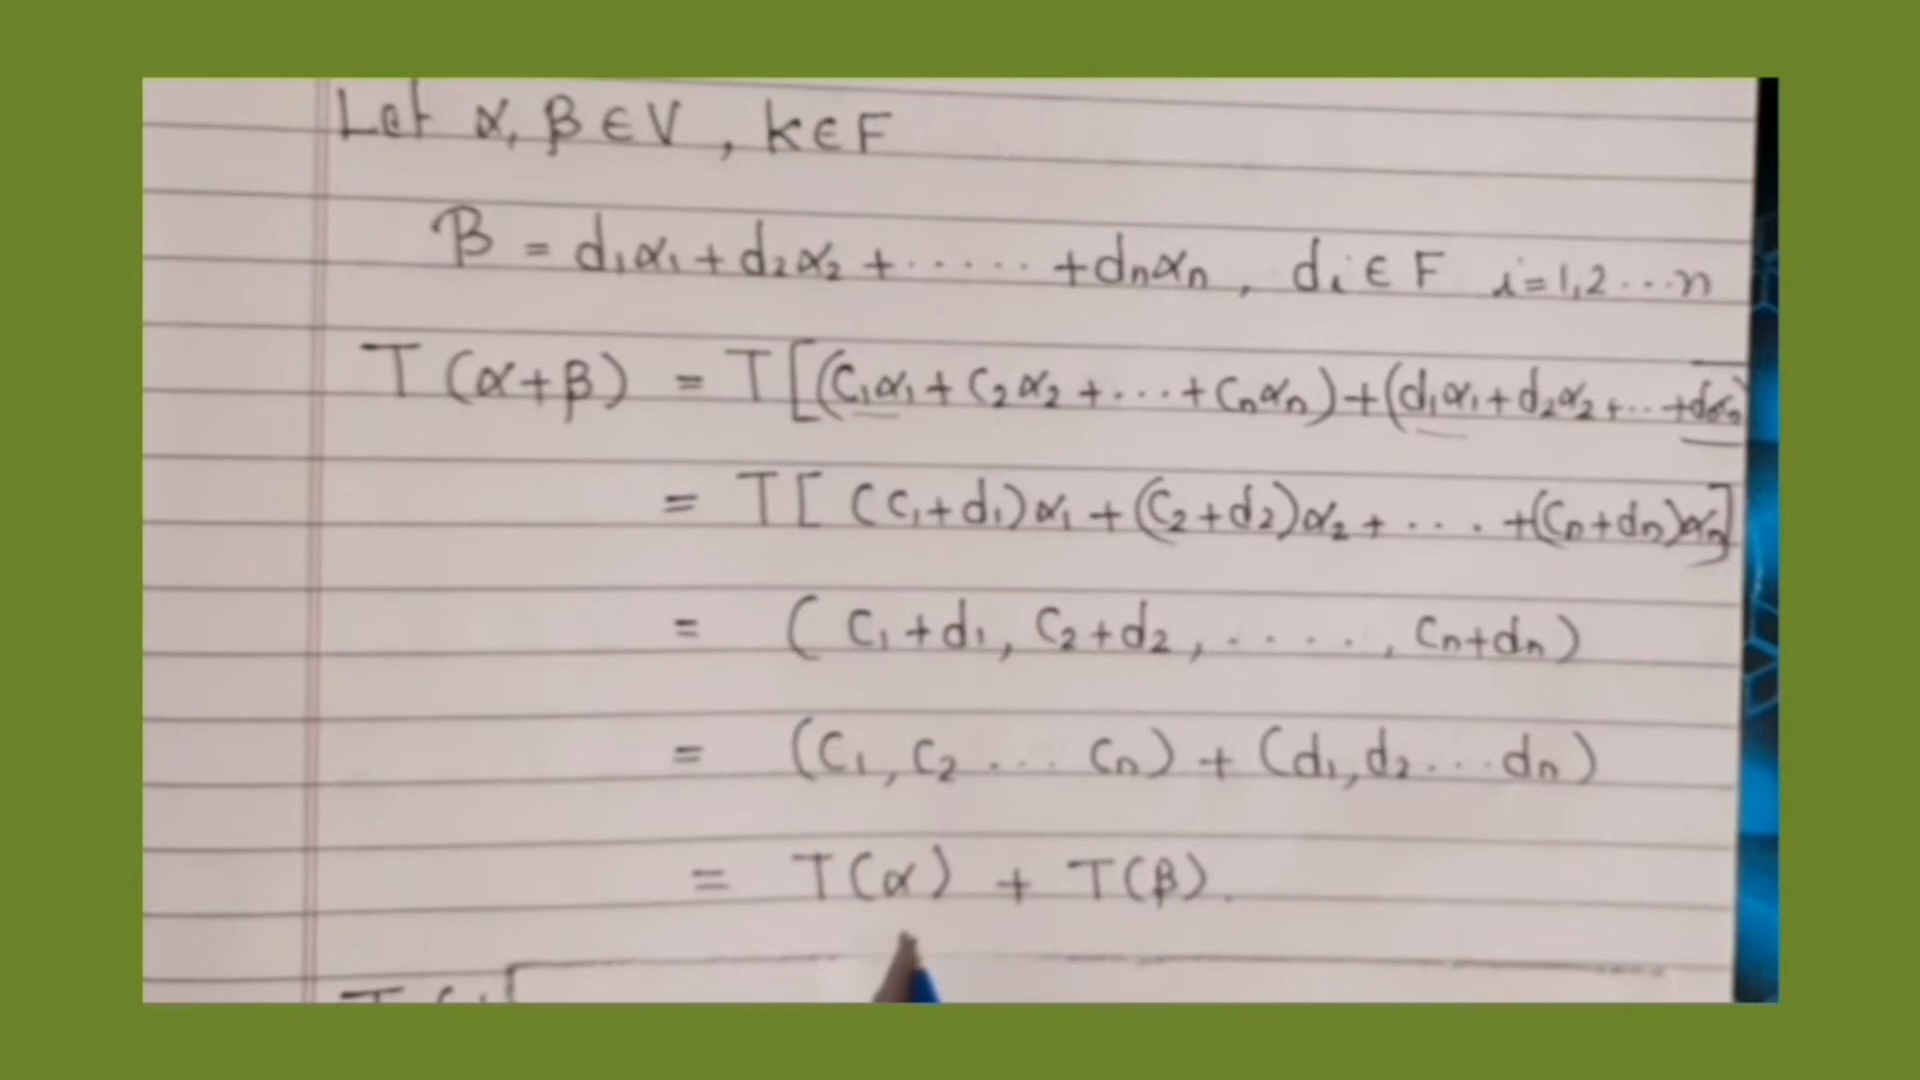 Let α, β ∈ V , k ∈ F
β = d₁α₁ + d₂α₂ + ..... + dₙαₙ , dᵢ ∈ F i = 1,2...n
T (α+β) = T [(c₁α₁ + c₂α₂ + ... + cₙαₙ) + (d₁α₁ + d₂α₂ + ... + dₙαₙ)
= T [ (c₁+d₁)α₁ + (c₂+d₂)α₂ + .... + (cₙ+dₙ)αₙ]
= ( c₁+d₁, c₂+d₂, ....., cₙ+dₙ)
= (c₁, c₂ ... cₙ) + (d₁, d₂ ... dₙ)
= T(α) + T(β).